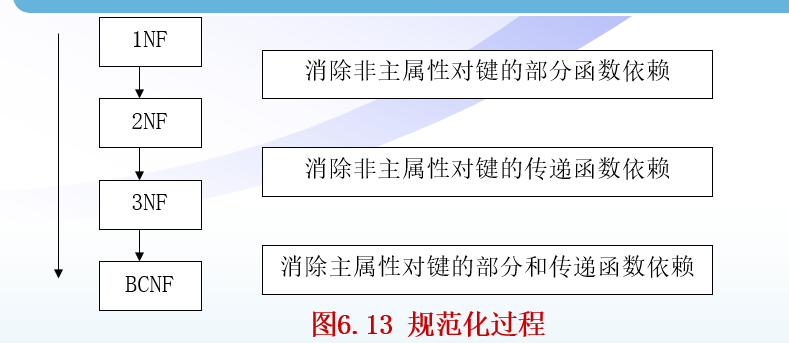 1NF
消除非主属性对键的部分函数依赖
2NF
消除非主属性对键的传递函数依赖
3NF
消除主属性对键的部分和传递函数依赖
BCNF
图6.13 规范化过程